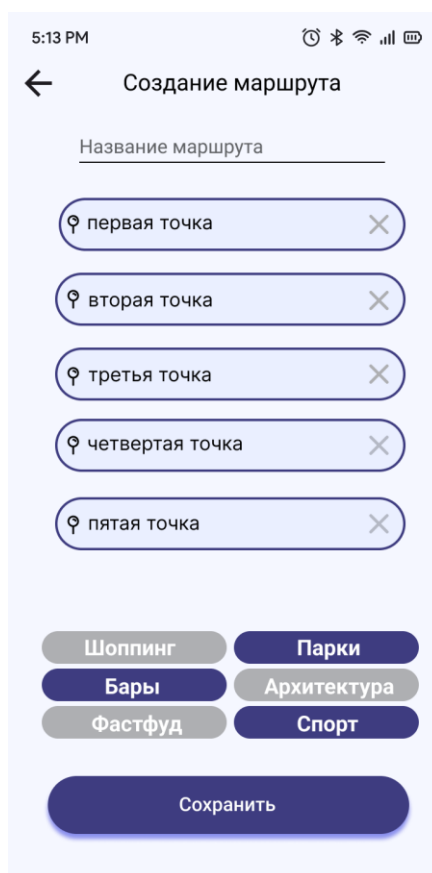 5:13 PM
Создание маршрута
Название маршрута
первая точка
вторая точка
третья точка
четвертая точка
пятая точка
Шоппинг Парки
Бары Архитектура
Фастфуд Спорт
Сохранить